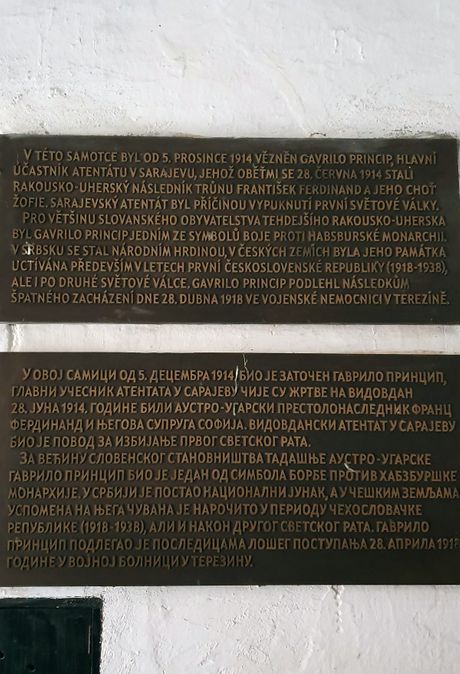 V TÉTO SAMOTCE BYL OD 5. PROSINCE 1914 VĚZNĚN GAVRILO PRINCIP, HLAVNÍ
ÚČASTNÍK ATENTÁTU V SARAJEVU, JEHOŽ OBĚŤMI SE 28. ČERVNA 1914 STALI
RAKOUSKO-UHERSKÝ NÁSLEDNÍK TRŮNU FRANTIŠEK FERDINAND A JEHO CHOŤ
ŽOFIE. SARAJEVSKÝ ATENTÁT BYL PŘÍČINOU VYPUKNUTÍ PRVNÍ SVĚTOVÉ VÁLKY.
PRO VĚTŠINU SLOVANSKÉHO OBYVATELSTVA TEHDEJŠÍHO RAKOUSKO-UHERSKA
BYL GAVRILO PRINCIP JEDNÍM ZE SYMBOLŮ BOJE PROTI HABSBURSKÉ MONARCHII.
V SRBSKU SE STAL NÁRODNÍM HRDINOU, V ČESKÝCH ZEMÍCH BYLA JEHO PAMÁTKA
UCTÍVÁNA PŘEDEVŠÍM V LETECH PRVNÍ ČESKOSLOVENSKÉ REPUBLIKY (1918-1938),
ALE I PO DRUHÉ SVĚTOVÉ VÁLCE. GAVRILO PRINCIP PODLEHL NÁSLEDKŮM
ŠPATNÉHO ZACHÁZENÍ DNE 28. DUBNA 1918 VE VOJENSKÉ NEMOCNICI V TEREZÍNĚ.
У ОВОЈ САМИЦИ ОД 5. ДЕЦЕМБРА 1914 БИО ЈЕ ЗАТОЧЕН ГАВРИЛО ПРИНЦИП,
ГЛАВНИ УЧЕСНИК АТЕНТАТА У САРАЈЕВУ ЧИЈЕ СУ ЖРТВЕ НА ВИДОВДАН
28. ЈУНА 1914. ГОДИНЕ БИЛИ АУСТРО-УГАРСКИ ПРЕСТОЛОНАСЛЕДНИК ФРАНЦ
ФЕРДИНАНД И ЊЕГОВА СУПРУГА СОФИЈА. ВИДОВДАНСКИ АТЕНТАТ У САРАЈЕВУ
БИО ЈЕ ПОВОД ЗА ИЗБИЈАЊЕ ПРВОГ СВЕТСКОГ РАТА.
ЗА ВЕЋИНУ СЛОВЕНСКОГ СТАНОВНИШТВА ТАДАШЊЕ АУСТРО-УГАРСКЕ
ГАВРИЛО ПРИНЦИП БИО ЈЕ ЈЕДАН ОД СИМБОЛА БОРБЕ ПРОТИВ ХАБЗБУРШКЕ
МОНАРХИЈЕ. У СРБИЈИ ЈЕ ПОСТАО НАЦИОНАЛНИ ЈУНАК, А У ЧЕШКИМ ЗЕМЉАМА
УСПОМЕНА НА ЊЕГА ЧУВАНА ЈЕ НАРОЧИТО У ПЕРИОДУ ЧЕХОСЛОВАЧКЕ
РЕПУБЛИКЕ (1918-1938), АЛИ И НАКОН ДРУГОГ СВЕТСКОГ РАТА. ГАВРИЛО
ПРИНЦИП ПОДЛЕГАО ЈЕ ПОСЛЕДИЦАМА ЛОШЕГ ПОСТУПАЊА 28. АПРИЛА 1918
ГОДИНЕ У ВОЈНОЈ БОЛНИЦИ У ТЕРЕЗИНУ.